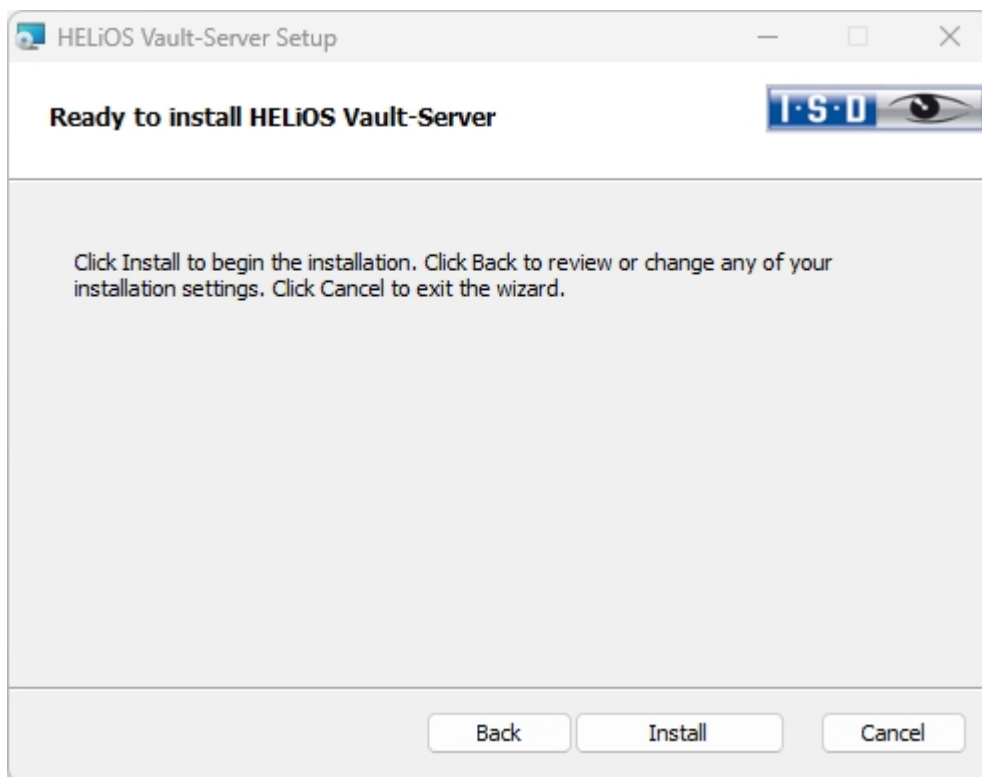 HELiOS Vault-Server Setup
Ready to install HELiOS Vault-Server
I·S·D
Click Install to begin the installation. Click Back to review or change any of your
installation settings. Click Cancel to exit the wizard.
Back
Install
Cancel